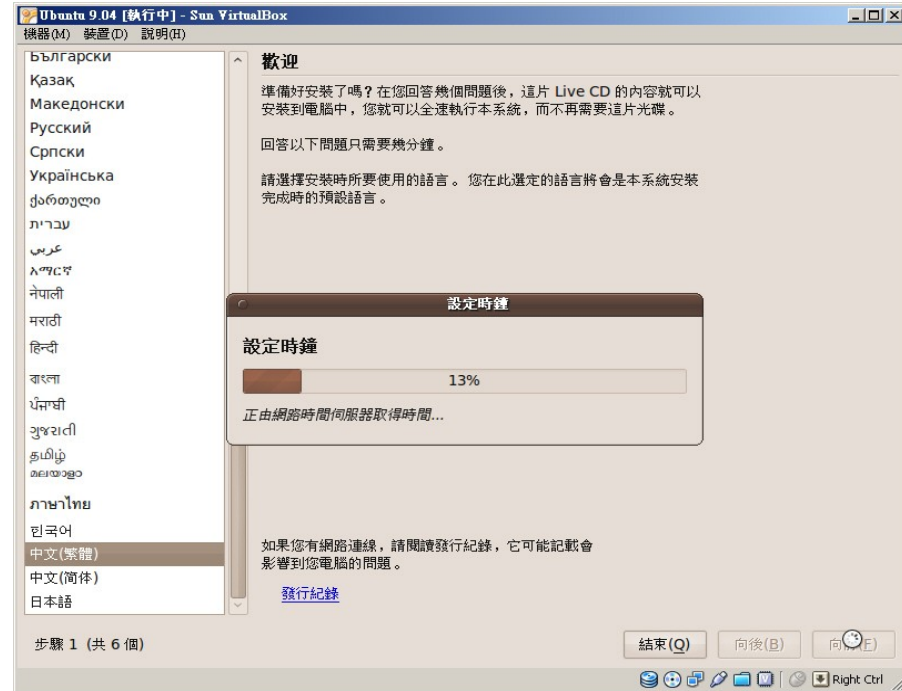 Ubuntu 9.04 [執行中] - Sun VirtualBox
機器(M) 裝置(D) 說明(H)
Български
Қазақ
Македонски
Русский
Српски
Українська
ქართული
עברית
عربي
አማርኛ
नेपाली
मराठी
हिन्दी
বাংলা
ਪੰਜਾਬੀ
ગુજરાતી
தமிழ்
മലയാളം
ภาษาไทย
한국어
中文(繁體)
中文(简体)
日本語
歡迎
準備好安裝了嗎? 在您回答幾個問題後，這片 Live CD 的內容就可以
安裝到電腦中，您就可以全速執行本系統，而不再需要這片光碟。
回答以下問題只需要幾分鐘。
請選擇安裝時所要使用的語言。 您在此選定的語言將會是本系統安裝
完成時的預設語言。
設定時鐘
設定時鐘
13%
正由網路時間伺服器取得時間...
如果您有網路連線，請閱讀發行紀錄，它可能記載會
影響到您電腦的問題。
發行紀錄
步驟 1 (共 6 個)
結束(Q) 向後(B) 向 F)
Right Ctrl